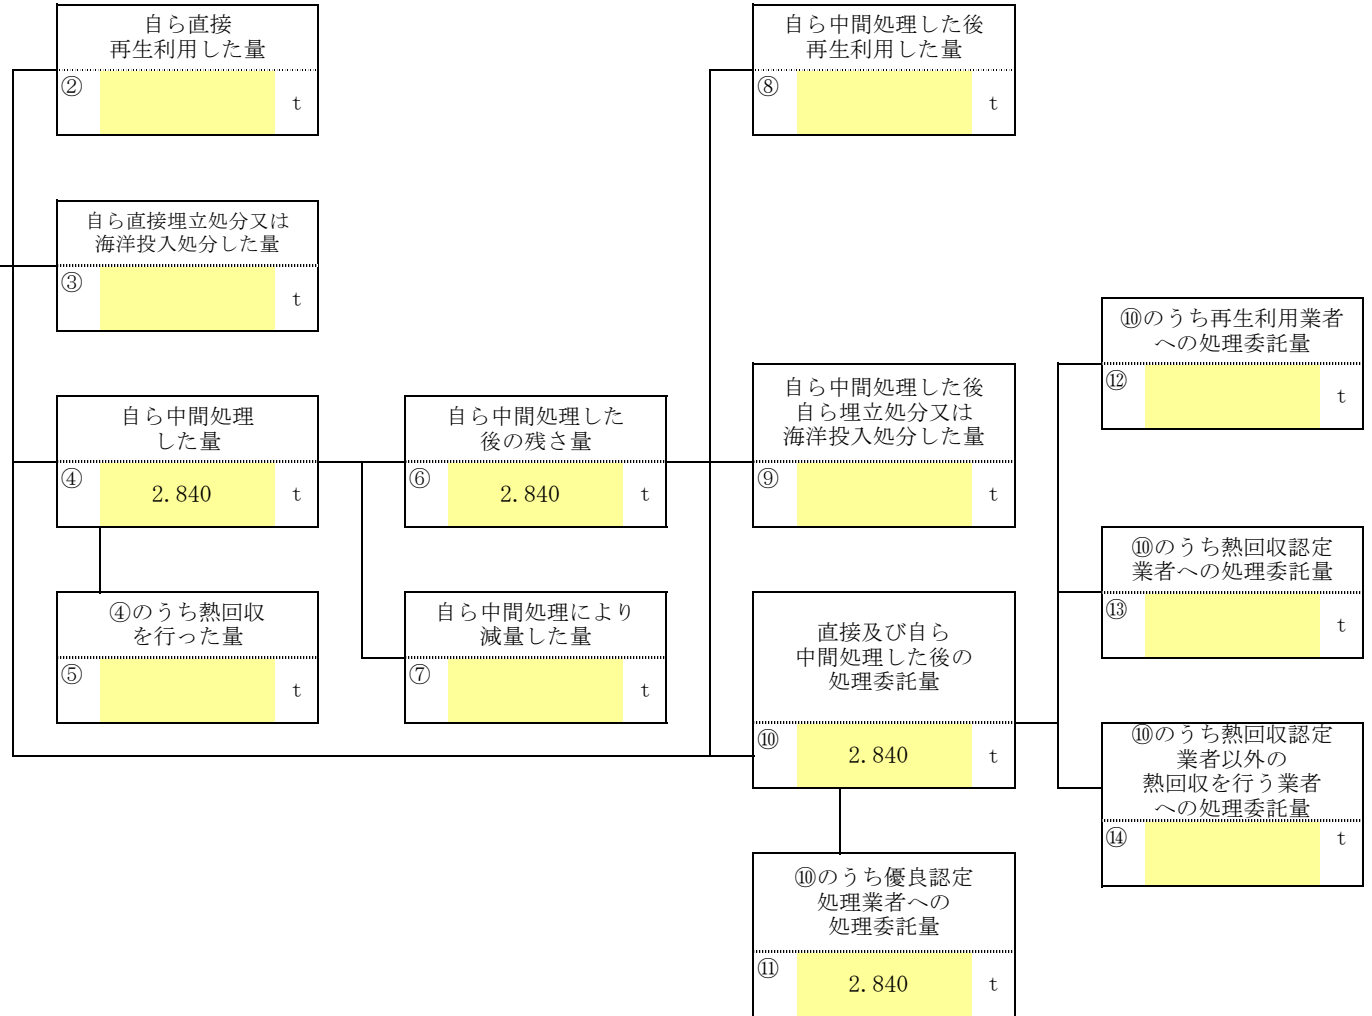 自ら直接
再生利用した量
②
t
自ら中間処理した後
再生利用した量
⑧
t
自ら直接埋立処分又は
海洋投入処分した量
③
t
⑩のうち再生利用業者
への処理委託量
⑫
t
自ら中間処理
した量
④ 2.840 t
自ら中間処理した
後の残さ量
⑥ 2.840 t
自ら中間処理した後
自ら埋立処分又は
海洋投入処分した量
⑨
t
⑩のうち熱回収認定
業者への処理委託量
⑬
t
④のうち熱回収
を行った量
⑤
t
自ら中間処理により
減量した量
⑦
t
直接及び自ら
中間処理した後の
処理委託量
⑩ 2.840 t
⑩のうち熱回収認定
業者以外の
熱回収を行う業者
への処理委託量
⑭
t
⑩のうち優良認定
処理業者への
処理委託量
⑪ 2.840 t